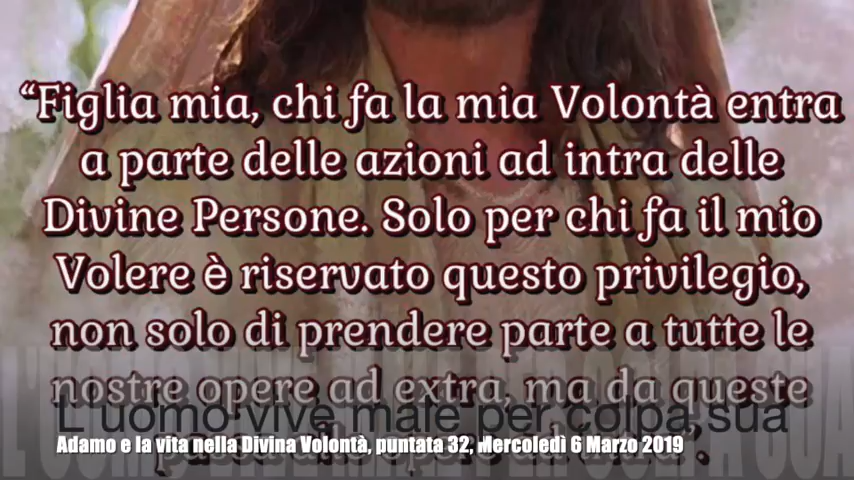 “Figlia mia, chi fa la mia Volontà entra
a parte delle azioni ad intra delle
Divine Persone. Solo per chi fa il mio
Volere è riservato questo privilegio,
non solo di prendere parte a tutte le
nostre opere ad extra, ma da queste
L'uomo vive male per colpa sua
Adamo e la vita nella Divina Volontà, puntata 32, Mercoledì 6 Marzo 2019